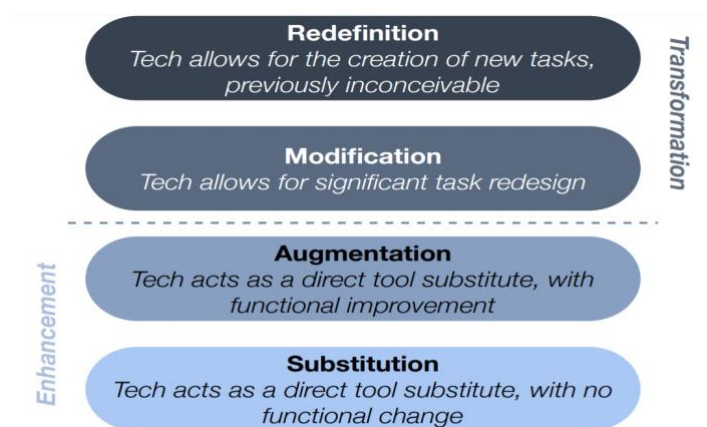 Redefinition
Tech allows for the creation of new tasks,
previously inconceivable
Modification
Tech allows for significant task redesign
Transformation
Augmentation
Tech acts as a direct tool substitute, with
functional improvement
Substitution
Tech acts as a direct tool substitute, with no
functional change
Enhancement